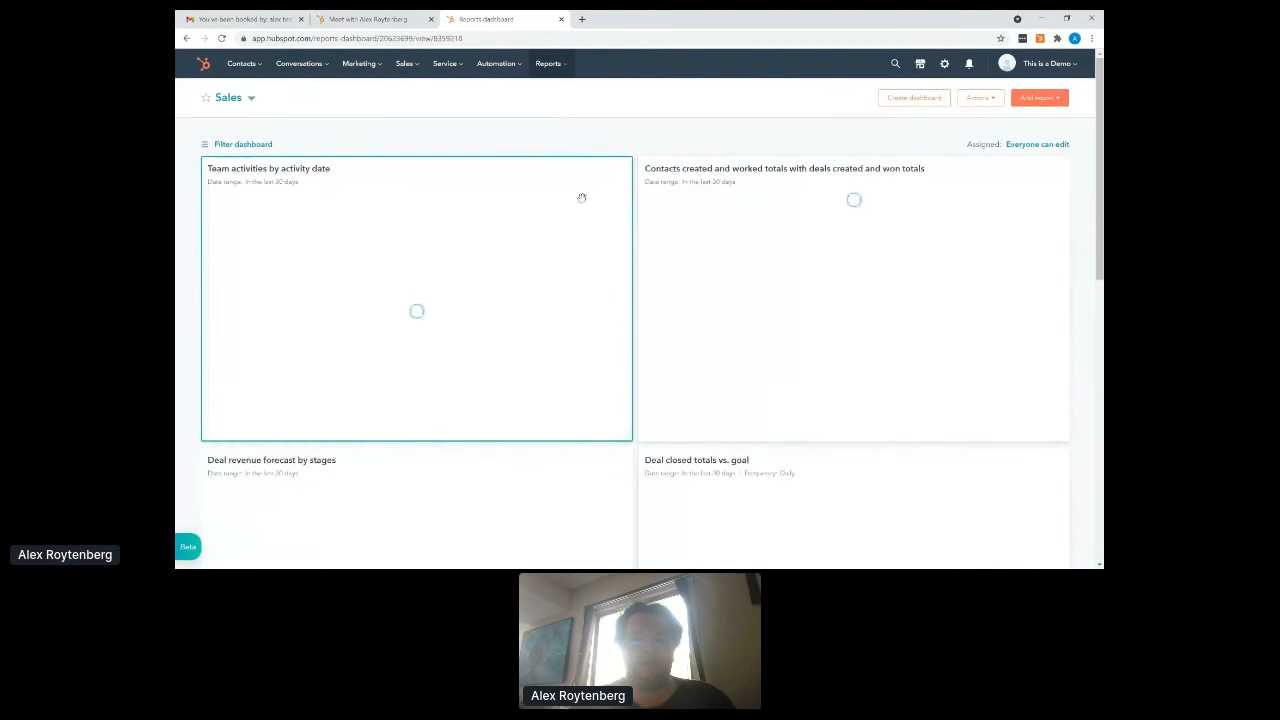 You've been booked by: alex tes
Meet with Alex Roytenberg
Reports dashboard
app.hubspot.com/reports-dashboard/20623699/view/8359218
Contacts
Conversations
Marketing
Sales
Service
Automation
Reports
This is a Demo
Sales
Create dashboard
Actions
Add report
Filter dashboard
Assigned: Everyone can edit
Team activities by activity date
Date range: In the last 30 days
Contacts created and worked totals with deals created and won totals
Date range: In the last 30 days
Deal revenue forecast by stages
Date range: In the last 30 days
Deal closed totals vs. goal
Date range: In the last 30 days | Frequency: Daily
Beta
Alex Roytenberg
Alex Roytenberg